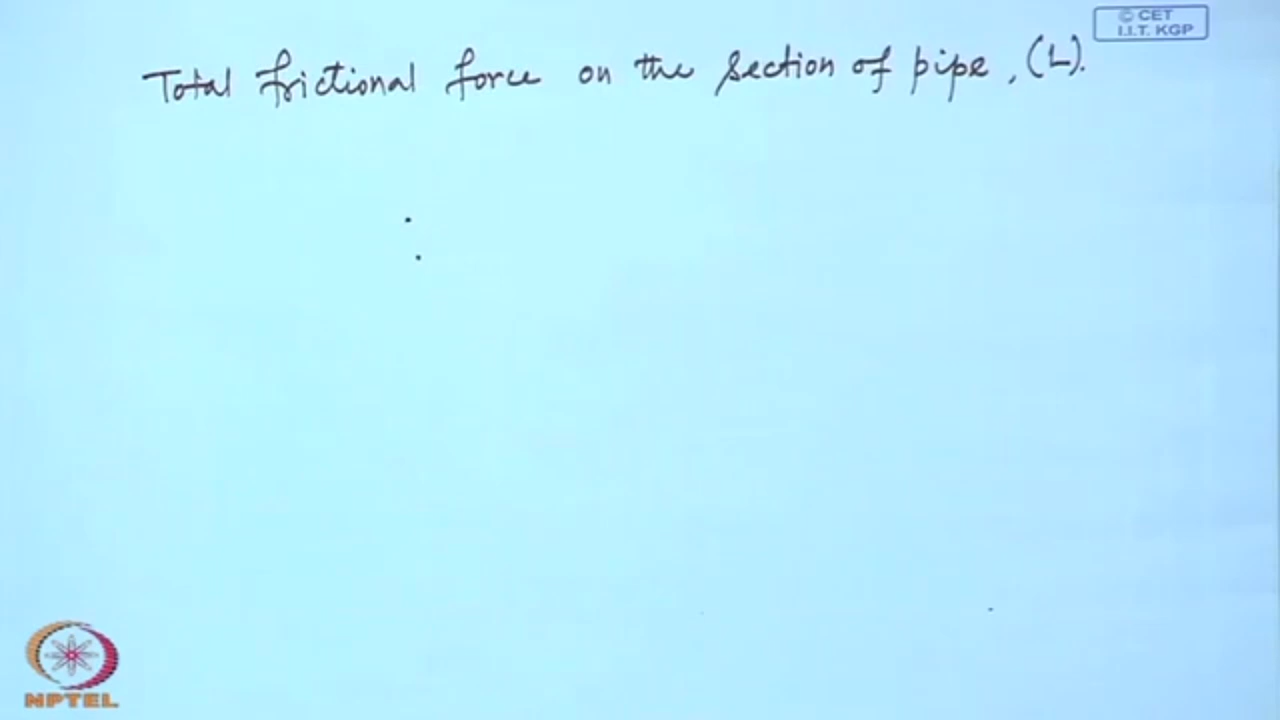 © CET
I.I.T. KGP
Total frictional force on the section of pipe, (L).
NPTEL